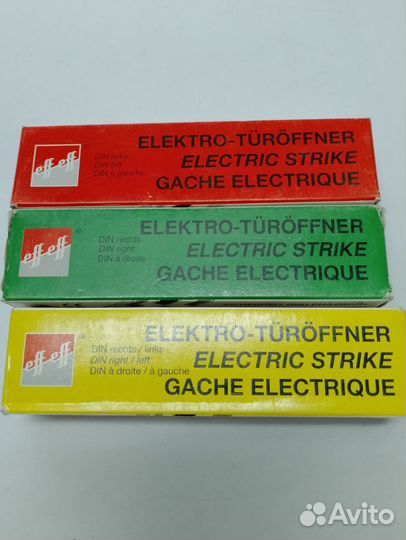 eff eff
®
DIN links
DIN left
DIN à gauche
ELEKTRO-TÜRÖFFNER
ELECTRIC STRIKE
GACHE ELECTRIQUE
eff eff
®
DIN rechts
DIN right
DIN à droite
ELEKTRO-TÜRÖFFNER
ELECTRIC STRIKE
GACHE ELECTRIQUE
eff eff
®
DIN rechts / links
DIN right / left
DIN à droite / à gauche
ELEKTRO-TÜRÖFFNER
ELECTRIC STRIKE
GACHE ELECTRIQUE
Avito